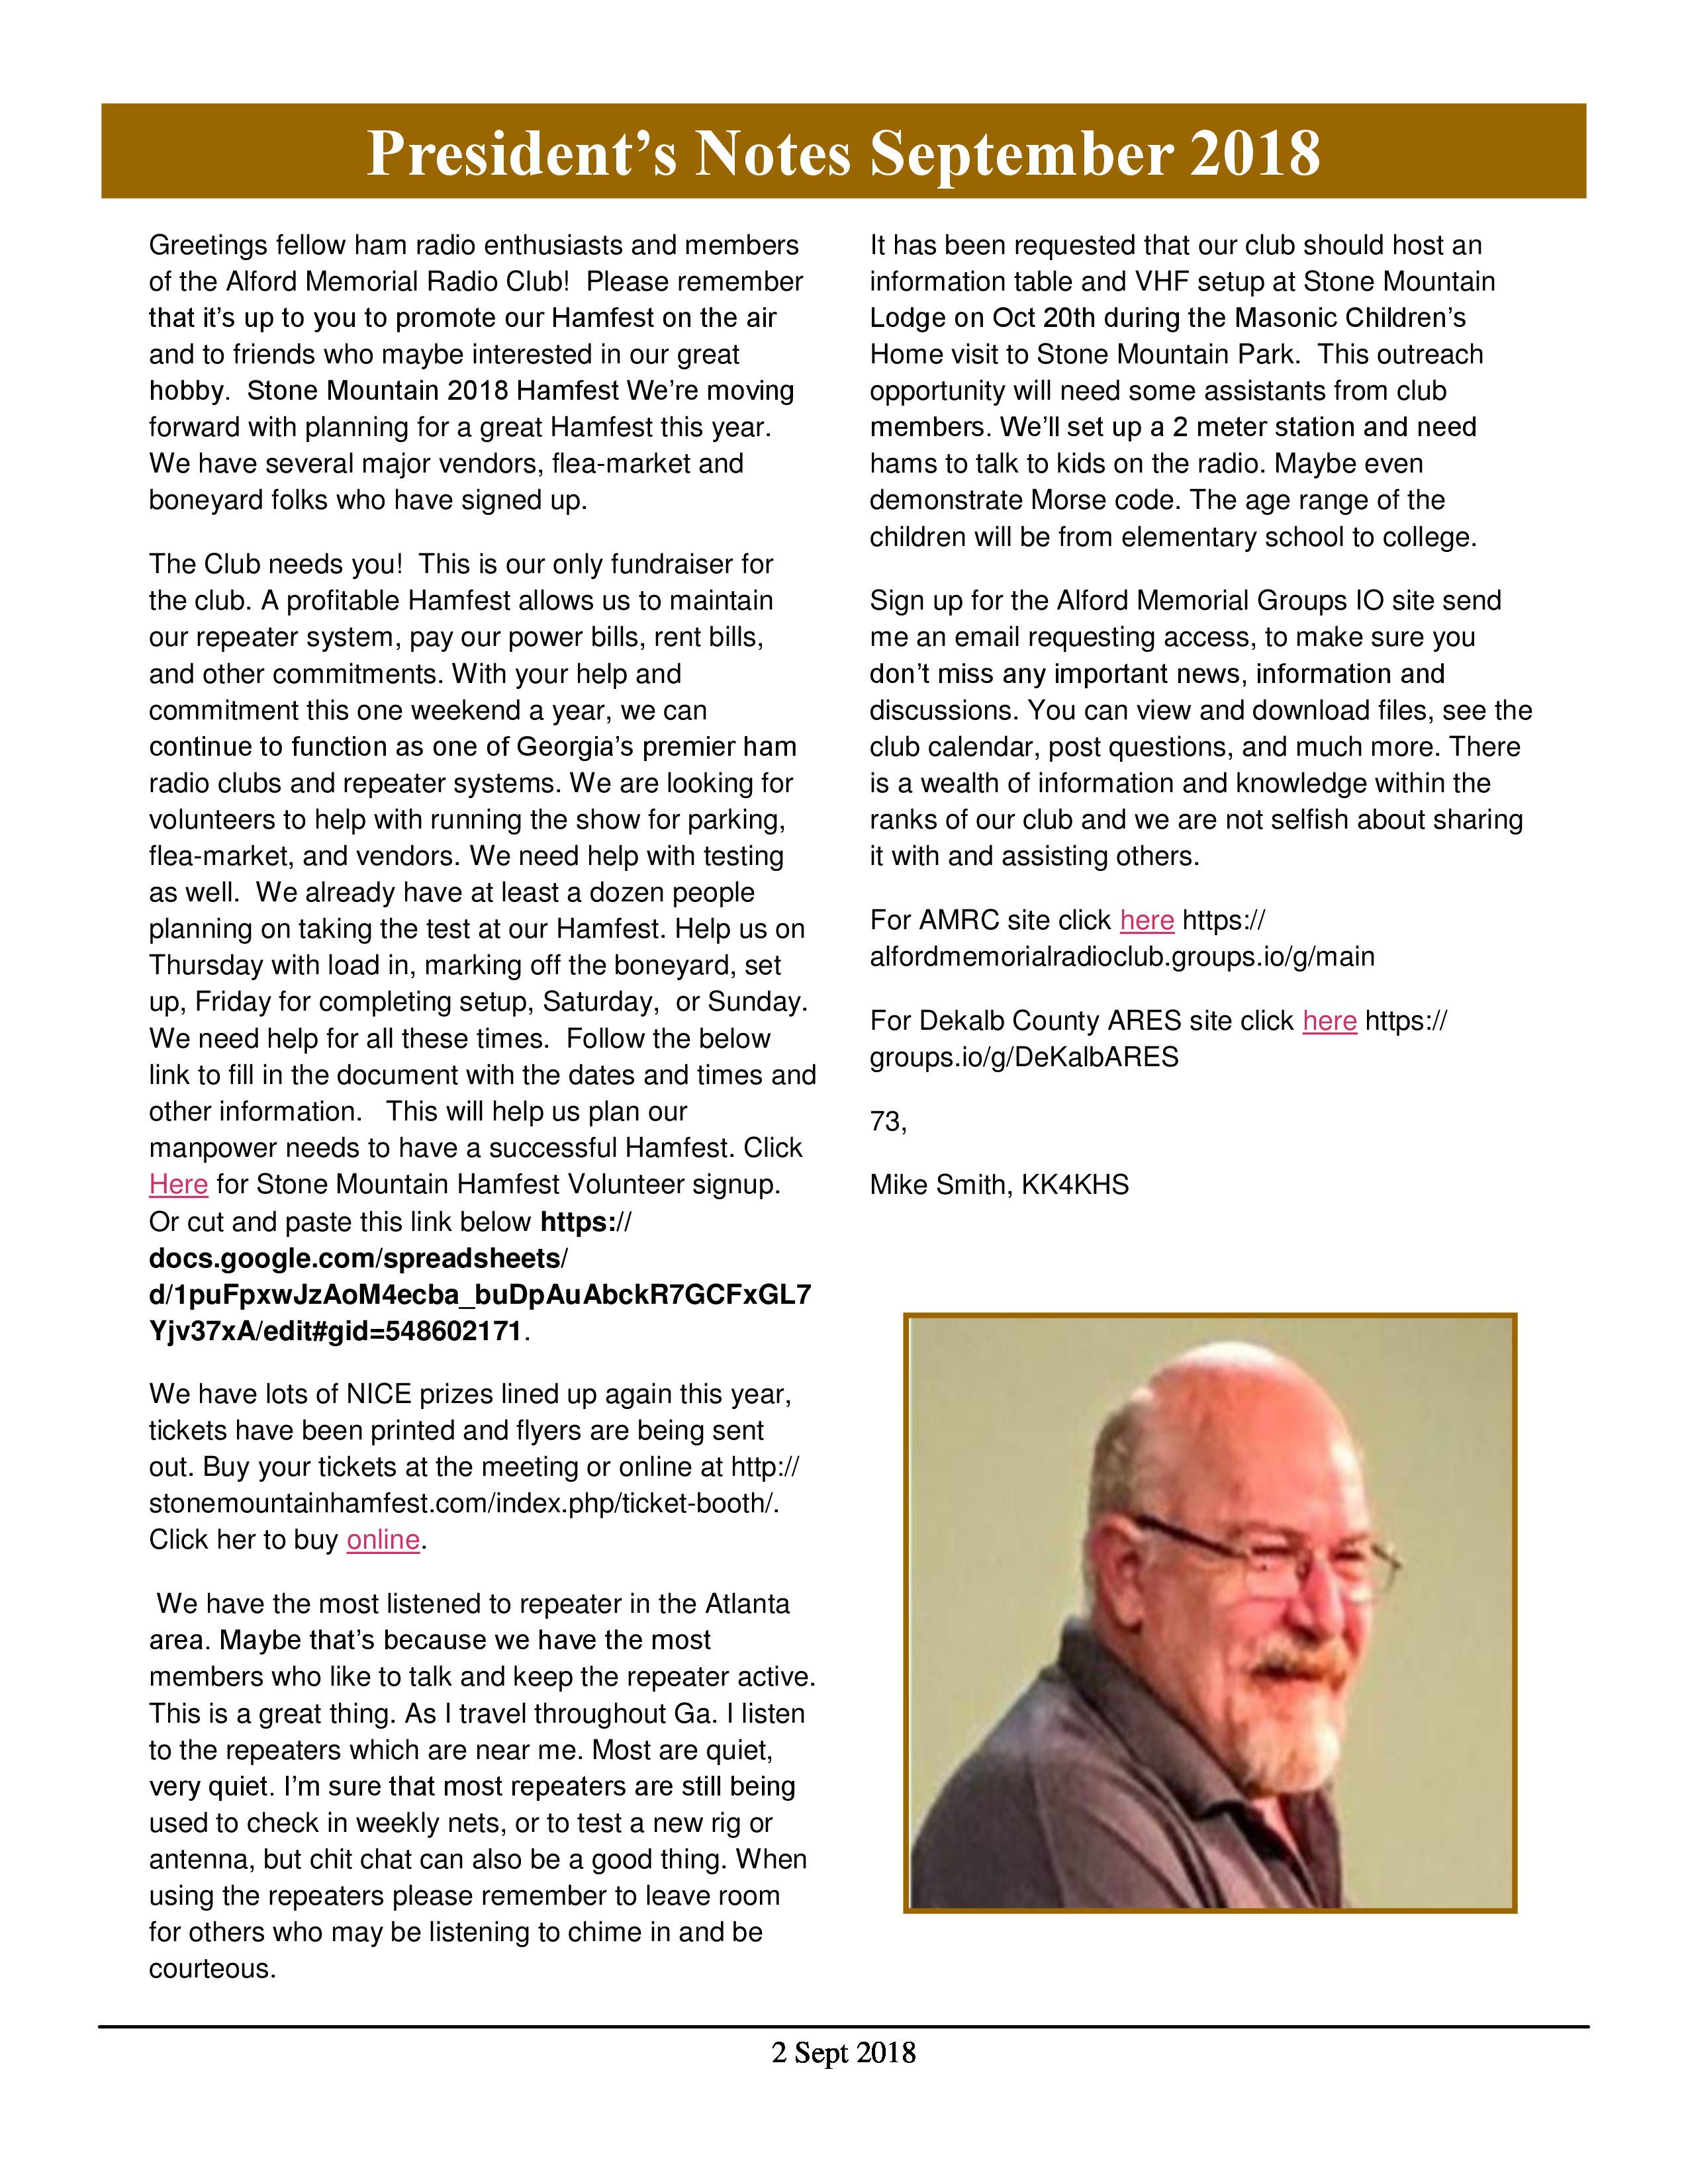 President’s Notes September 2018
Greetings fellow ham radio enthusiasts and members
of the Alford Memorial Radio Club!  Please remember
that it’s up to you to promote our Hamfest on the air
and to friends who maybe interested in our great
hobby.  Stone Mountain 2018 Hamfest We’re moving
forward with planning for a great Hamfest this year.
We have several major vendors, flea-market and
boneyard folks who have signed up.
The Club needs you!  This is our only fundraiser for
the club. A profitable Hamfest allows us to maintain
our repeater system, pay our power bills, rent bills,
and other commitments. With your help and
commitment this one weekend a year, we can
continue to function as one of Georgia’s premier ham
radio clubs and repeater systems. We are looking for
volunteers to help with running the show for parking,
flea-market, and vendors. We need help with testing
as well.  We already have at least a dozen people
planning on taking the test at our Hamfest. Help us on
Thursday with load in, marking off the boneyard, set
up, Friday for completing setup, Saturday,  or Sunday.
We need help for all these times.  Follow the below
link to fill in the document with the dates and times and
other information.   This will help us plan our
manpower needs to have a successful Hamfest. Click
Here for Stone Mountain Hamfest Volunteer signup.
Or cut and paste this link below https://
docs.google.com/spreadsheets/
d/1puFpxwJzAoM4ecba_buDpAuAbckR7GCFxGL7
Yjv37xA/edit#gid=548602171.
We have lots of NICE prizes lined up again this year,
tickets have been printed and flyers are being sent
out. Buy your tickets at the meeting or online at http://
stonemountainhamfest.com/index.php/ticket-booth/.
Click her to buy online.
We have the most listened to repeater in the Atlanta
area. Maybe that’s because we have the most
members who like to talk and keep the repeater active.
This is a great thing. As I travel throughout Ga. I listen
to the repeaters which are near me. Most are quiet,
very quiet. I’m sure that most repeaters are still being
used to check in weekly nets, or to test a new rig or
antenna, but chit chat can also be a good thing. When
using the repeaters please remember to leave room
for others who may be listening to chime in and be
courteous.
It has been requested that our club should host an
information table and VHF setup at Stone Mountain
Lodge on Oct 20th during the Masonic Children’s
Home visit to Stone Mountain Park.  This outreach
opportunity will need some assistants from club
members. We’ll set up a 2 meter station and need
hams to talk to kids on the radio. Maybe even
demonstrate Morse code. The age range of the
children will be from elementary school to college.
Sign up for the Alford Memorial Groups IO site send
me an email requesting access, to make sure you
don’t miss any important news, information and
discussions. You can view and download files, see the
club calendar, post questions, and much more. There
is a wealth of information and knowledge within the
ranks of our club and we are not selfish about sharing
it with and assisting others.
For AMRC site click here https://
alfordmemorialradioclub.groups.io/g/main
For Dekalb County ARES site click here https://
groups.io/g/DeKalbARES
73,
Mike Smith, KK4KHS
2 Sept 2018